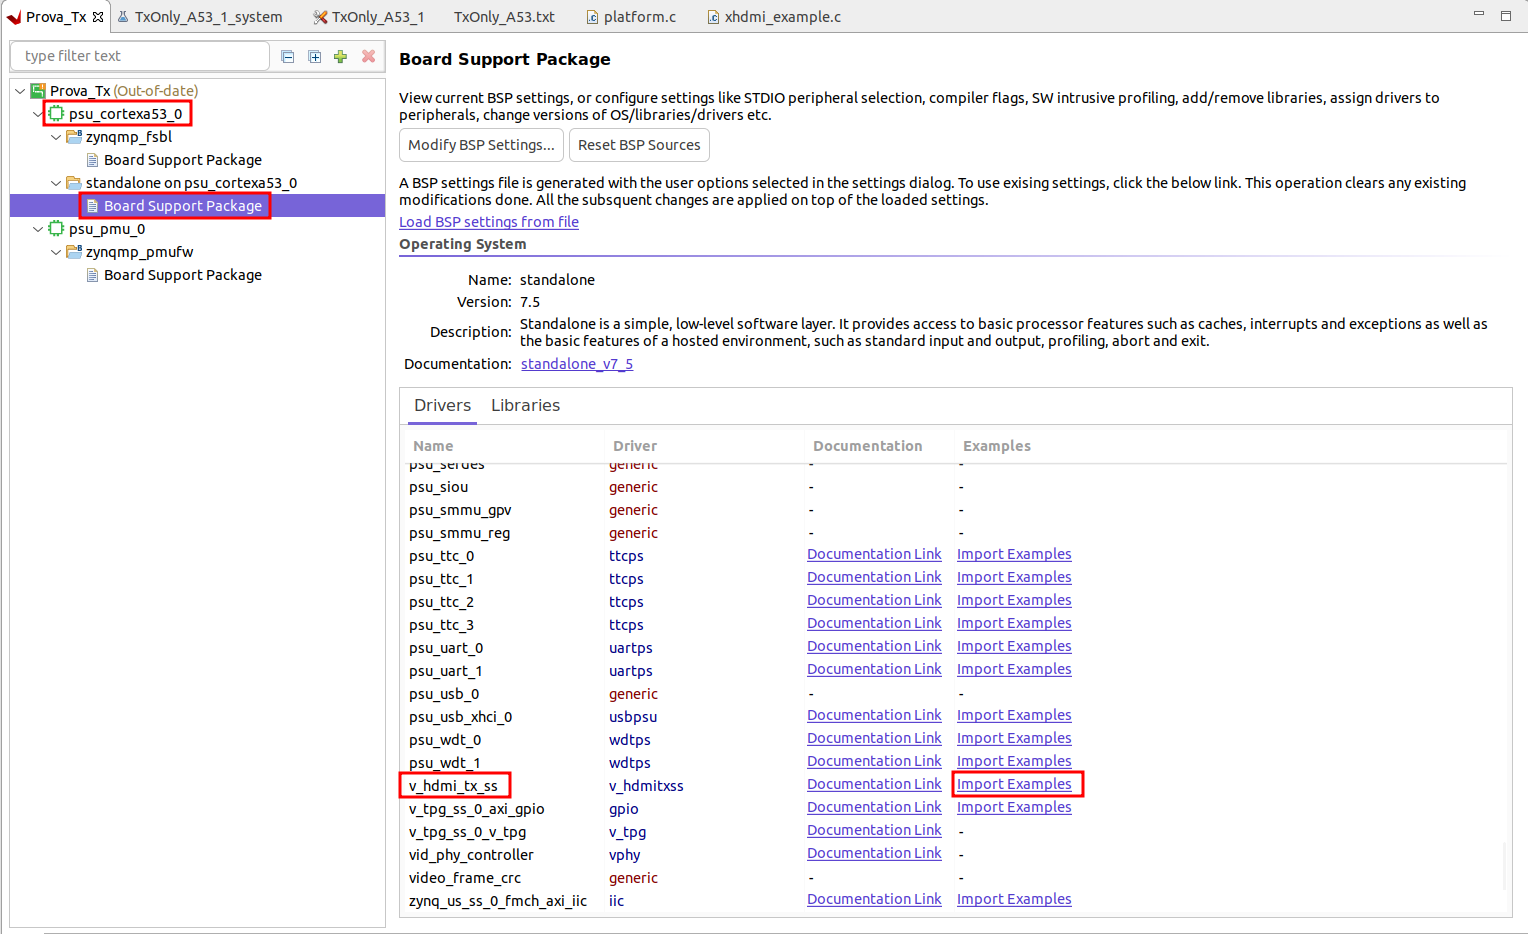 Prova_Tx TxOnly_A53_1_system TxOnly_A53_1 TxOnly_A53.txt platform.c xhdmi_example.c
type filter text
Prova_Tx (Out-of-date)
psu_cortexa53_0
zynqmp_fsbl
Board Support Package
standalone on psu_cortexa53_0
Board Support Package
psu_pmu_0
zynqmp_pmufw
Board Support Package
Board Support Package
View current BSP settings, or configure settings like STDIO peripheral selection, compiler flags, SW intrusive profiling, add/remove libraries, assign drivers to
peripherals, change versions of OS/libraries/drivers etc.
Modify BSP Settings... Reset BSP Sources
A BSP settings file is generated with the user options selected in the settings dialog. To use exising settings, click the below link. This operation clears any existing
modifications done. All the subsquent changes are applied on top of the loaded settings.
Load BSP settings from file
Operating System
Name: standalone
Version: 7.5
Description: Standalone is a simple, low-level software layer. It provides access to basic processor features such as caches, interrupts and exceptions as well as
the basic features of a hosted environment, such as standard input and output, profiling, abort and exit.
Documentation: standalone_v7_5
Drivers Libraries
Name Driver Documentation Examples
psu_serdes generic - -
psu_siou generic - -
psu_smmu_gpv generic - -
psu_smmu_reg generic - -
psu_ttc_0 ttcps Documentation Link Import Examples
psu_ttc_1 ttcps Documentation Link Import Examples
psu_ttc_2 ttcps Documentation Link Import Examples
psu_ttc_3 ttcps Documentation Link Import Examples
psu_uart_0 uartps Documentation Link Import Examples
psu_uart_1 uartps Documentation Link Import Examples
psu_usb_0 generic - -
psu_usb_xhci_0 usbpsu Documentation Link Import Examples
psu_wdt_0 wdtps Documentation Link Import Examples
psu_wdt_1 wdtps Documentation Link Import Examples
v_hdmi_tx_ss v_hdmitxss Documentation Link Import Examples
v_tpg_ss_0_axi_gpio gpio Documentation Link Import Examples
v_tpg_ss_0_v_tpg v_tpg Documentation Link -
vid_phy_controller vphy Documentation Link -
video_frame_crc generic - -
zynq_us_ss_0_fmch_axi_iic iic Documentation Link Import Examples